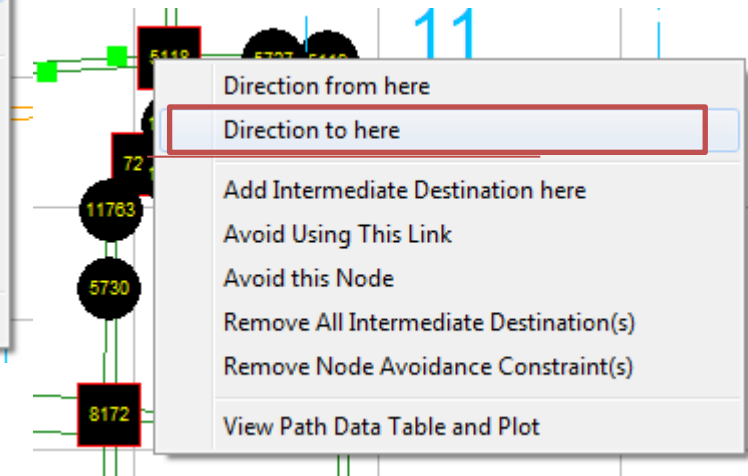 11
5118
Direction from here
Direction to here
72
Add Intermediate Destination here
11763
Avoid Using This Link
Avoid this Node
5730
Remove All Intermediate Destination(s)
Remove Node Avoidance Constraint(s)
8172
View Path Data Table and Plot